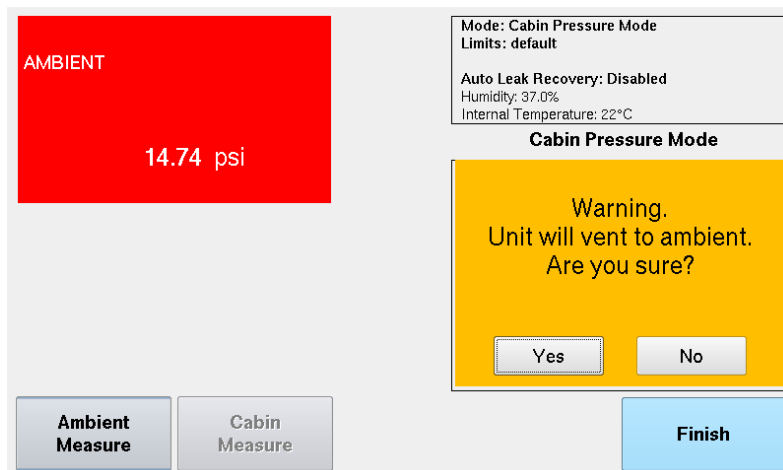 AMBIENT
14.74 psi
Mode: Cabin Pressure Mode
Limits: default
Auto Leak Recovery: Disabled
Humidity: 37.0%
Internal Temperature: 22°C
Cabin Pressure Mode
Warning.
Unit will vent to ambient.
Are you sure?
Yes
No
Ambient
Measure
Cabin
Measure
Finish